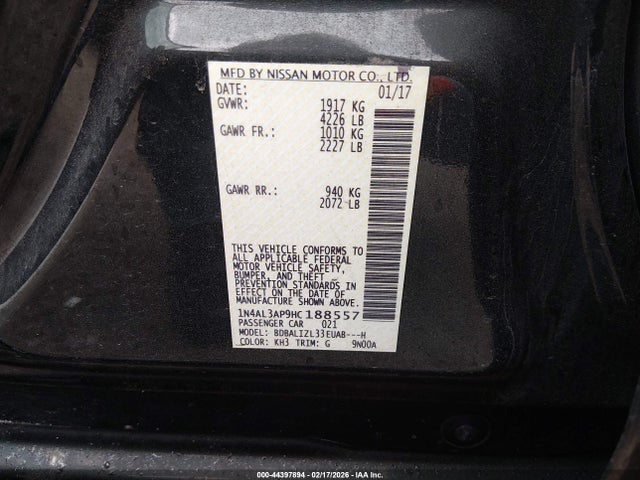 MFD BY NISSAN MOTOR CO., LTD.
DATE: 01/17
GVWR: 1917 KG
4226 LB
GAWR FR.: 1010 KG
2227 LB
GAWR RR.: 940 KG
2072 LB
THIS VEHICLE CONFORMS TO
ALL APPLICABLE FEDERAL
MOTOR VEHICLE SAFETY,
BUMPER, AND THEFT
PREVENTION STANDARDS IN
EFFECT ON THE DATE OF
MANUFACTURE SHOWN ABOVE.
1N4AL3AP9HC188557
PASSENGER CAR 021
MODEL: BDBALIZL33EUAB---H
COLOR: KH3 TRIM: G 9N00A
000-44397894 - 02/17/2026 - Copyright © IAA, Inc.